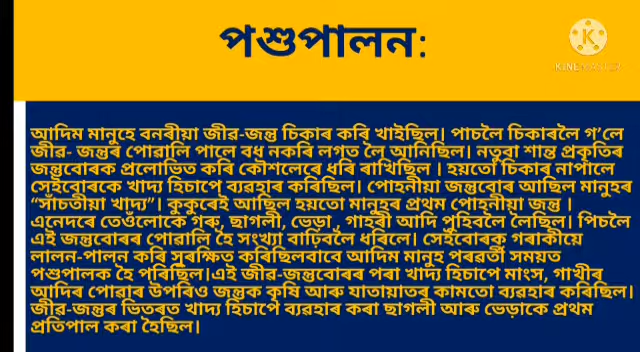 পশুপালন:
KINEMASTER
আদিম মানুহে বনৰীয়া জীৱ-জন্তু চিকাৰ কৰি খাইছিল। পাচলৈ চিকাৰলৈ গ'লে
জীৱ- জন্তুৰ পোৱালি পালে বধ নকৰি লগত লৈ আনিছিল। নতুবা শান্ত প্ৰকৃতিৰ
জন্তুবোৰক প্ৰলোভিত কৰি কৌশলেৰে ধৰি ৰাখিছিল । হয়তো চিকাৰ নাপালে
সেইবোৰকে খাদ্য হিচাপে ব্যৱহাৰ কৰিছিল। পোহনীয়া জন্তুবোৰ আছিল মানুহৰ
“সাঁচতীয়া খাদ্য”। কুকুৰেই আছিল হয়তো মানুহৰ প্ৰথম পোহনীয়া জন্তু ।
এনেদৰে তেওঁলোকে গৰু, ছাগলী, ভেড়া , গাহৰী আদি পুহিবলৈ লৈছিল। পিচলৈ
এই জন্তুবোৰৰ পোৱালি হৈ সংখ্যা বাঢ়িবলৈ ধৰিলে। সেইবোৰক গৰাকীয়ে
লালন-পালন কৰি সুৰক্ষিত কৰিছিলবাবে আদিম মানুহ পৰৱৰ্তী সময়ত
পশুপালক হৈ পৰিছিল।এই জীৱ-জন্তুবোৰৰ পৰা খাদ্য হিচাপে মাংস, গাখীৰ
আদিৰ পোৱাৰ উপৰিও জন্তুক কৃষি আৰু যাতায়াতৰ কামতো ব্যৱহাৰ কৰিছিল।
জীৱ-জন্তুৰ ভিতৰত খাদ্য হিচাপে ব্যৱহাৰ কৰা ছাগলী আৰু ভেড়াকে প্ৰথম
প্ৰতিপাল কৰা হৈছিল।